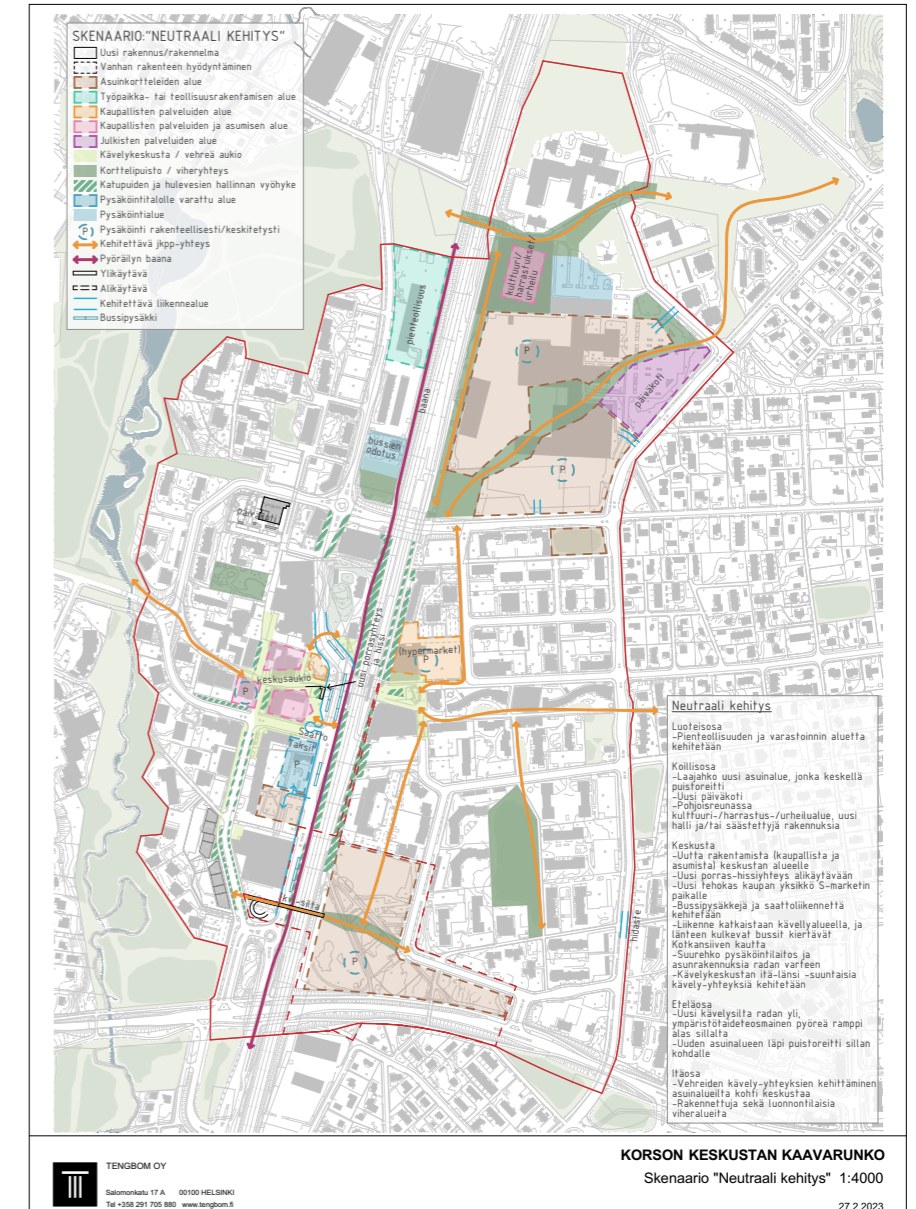 SKENAARIO:"NEUTRAALI KEHITYS"
Uusi rakennus/rakennelma
Vanhan rakenteen hyödyntäminen
Asuinkortteleiden alue
Työpaikka- tai teollisuusrakentamisen alue
Kaupallisten palveluiden alue
Kaupallisten palveluiden ja asumisen alue
Julkisten palveluiden alue
Kävelykeskusta / vehreä aukio
Korttelipuisto / viheryhteys
Katupuiden ja hulevesien hallinnan vyöhyke
Pysäköintitalolle varattu alue
Pysäköintialue
P Pysäköinti rakenteellisesti/keskitetysti
Kehitettävä jkpp-yhteys
Pyöräilyn baana
Ylikäytävä
Alikäytävä
Kehitettävä liikennealue
Bussipysäkki
kulttuuri/
harrastukset/
urheilu
pienteollisuus
P
päiväkoti
baana
bussien
odotus
P
uusi porrasyhteys
ja hissi
(hypermarket)
P
keskusaukio
P
Saatto
Taksit
P
kw-silta
P
hidaste
Neutraali kehitys
Luoteisosa
-Pienteollisuuden ja varastoinnin aluetta
kehitetään
Koillisosa
-Laajahko uusi asuinalue, jonka keskellä
puistoreitti
-Uusi päiväkoti
-Pohjoisreunassa
kulttuuri-/harrastus-/urheilualue, uusi
halli ja/tai säästettyjä rakennuksia
Keskusta
-Uutta rakentamista (kaupallista ja
asumista) keskustan alueelle
-Uusi porras-hissiyhteys alikäytävään
-Uusi tehokas kaupan yksikkö S-marketin
paikalle
-Bussipysäkkejä ja saattoliikennettä
kehitetään
-Liikenne katkaistaan kävelyalueella, ja
länteen kulkevat bussit kiertävät
Kotkansiiven kautta
-Suurehko pysäköintilaitos ja
asuinrakennuksia radan varteen
-Kävelykeskustan itä-länsi -suuntaisia
kävely-yhteyksiä kehitetään
Eteläosa
-Uusi kävelysilta radan yli,
ympäristötaideteosmainen pyöreä ramppi
alas sillalta
-Uuden asuinalueen läpi puistoreitti sillan
kohdalle
Itäosa
-Vehreiden kävely-yhteyksien kehittäminen
asuinalueilta kohti keskustaa
-Rakennettuja sekä luonnontilaisia
viheralueita
TENGBOM OY
Salomonkatu 17 A 00100 HELSINKI
Tel +358 291 705 880 www.tengbom.fi
KORSON KESKUSTAN KAAVARUNKO
Skenaario "Neutraali kehitys" 1:4000
27.2.2023